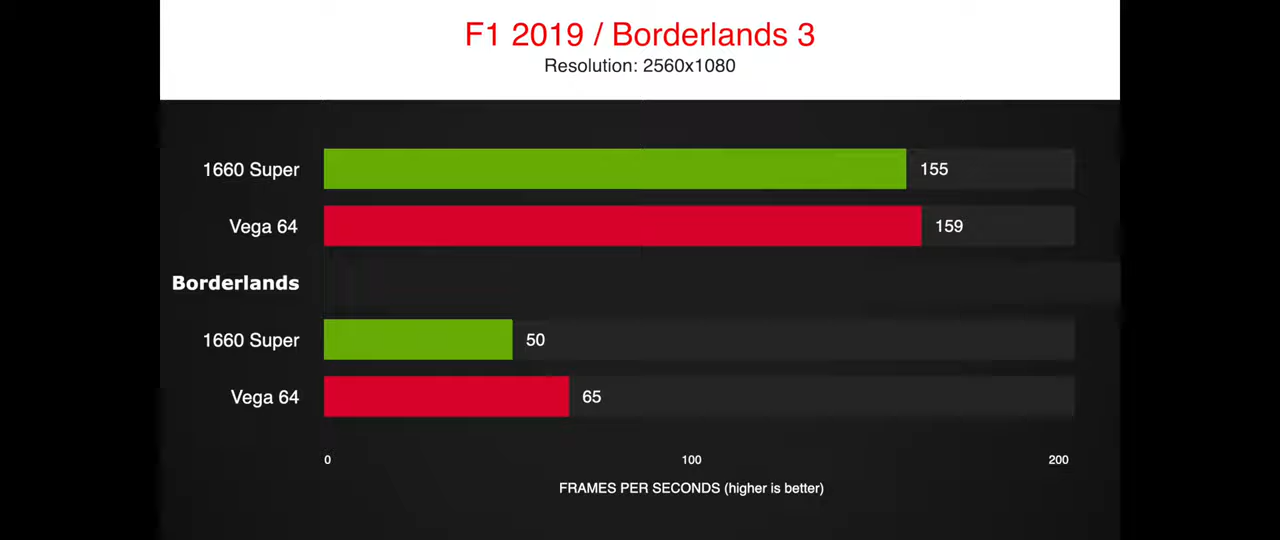 F1 2019 / Borderlands 3
Resolution: 2560x1080
1660 Super 155
Vega 64 159
Borderlands
1660 Super 50
Vega 64 65
0 100 200
FRAMES PER SECONDS (higher is better)